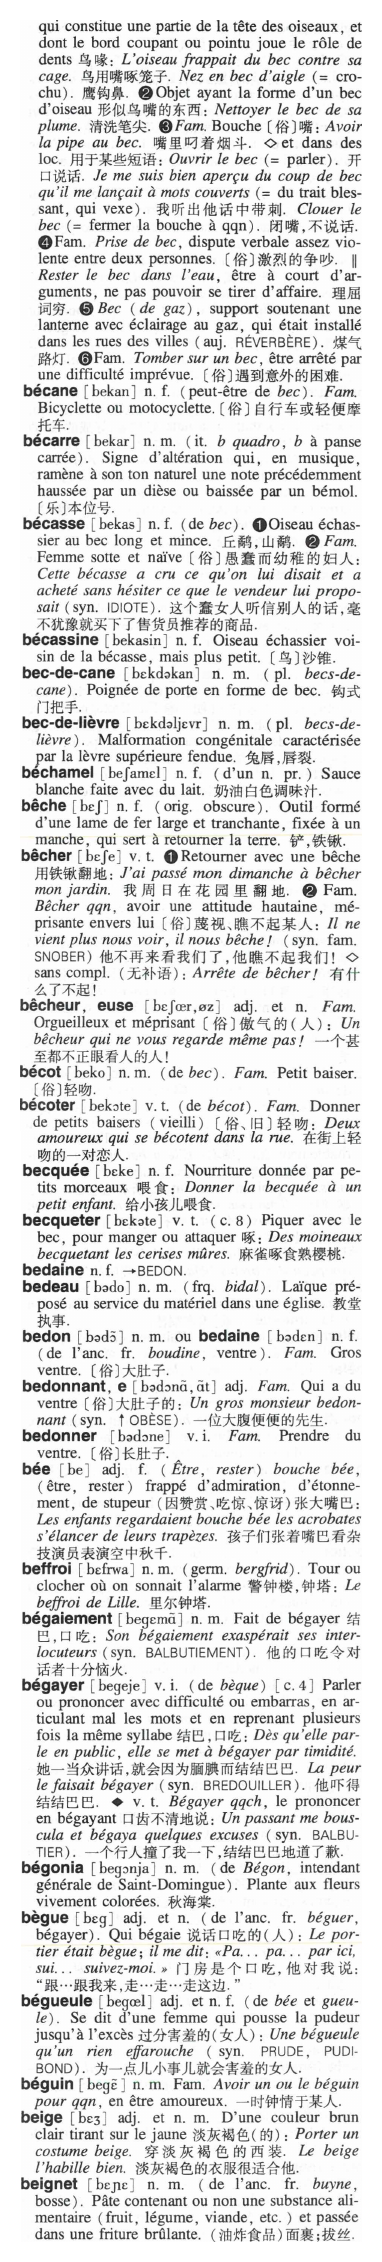 qui constitue une partie de la tête des oiseaux, et
dont le bord coupant ou pointu joue le rôle de
dents 鸟喙: L'oiseau frappait du bec contre sa
cage. 鸟用嘴啄笼子. Nez en bec d'aigle (= cro-
chu). 鹰钩鼻. ❷Objet ayant la forme d'un bec
d'oiseau 形似鸟嘴的东西: Nettoyer le bec de sa
plume. 清洗笔尖. ❸Fam. Bouche [俗]嘴: Avoir
la pipe au bec. 嘴里叼着烟斗. ◇et dans des
loc. 用于某些短语: Ouvrir le bec (= parler). 开
口说话. Je me suis bien aperçu du coup de bec
qu'il me lançait à mots couverts (= du trait bles-
sant, qui vexe). 我听出他话中带刺. Clouer le
bec (= fermer la bouche à qqn). 闭嘴,不说话.
❹Fam. Prise de bec, dispute verbale assez vio-
lente entre deux personnes. [俗]激烈的争吵. ‖
Rester le bec dans l'eau, être à court d'ar-
guments, ne pas pouvoir se tirer d'affaire. 理屈
词穷. ❺Bec (de gaz), support soutenant une
lanterne avec éclairage au gaz, qui était installé
dans les rues des villes (auj. RÉVERBÈRE). 煤气
路灯. ❻Fam. Tomber sur un bec, être arrêté par
une difficulté imprévue. [俗]遇到意外的困难.
bécane [bekan] n. f. (peut-être de bec). Fam.
Bicyclette ou motocyclette. [俗]自行车或轻便摩
托车.
bécarre [bekar] n. m. (it. b quadro, b à panse
carrée). Signe d'altération qui, en musique,
ramène à son ton naturel une note précédemment
haussée par un dièse ou baissée par un bémol.
[乐]本位号.
bécasse [bekas] n. f. (de bec). ❶Oiseau échas-
sier au bec long et mince. 丘鹬,山鹬. ❷Fam.
Femme sotte et naïve [俗]愚蠢而幼稚的妇人:
Cette bécasse a cru ce qu'on lui disait et a
acheté sans hésiter ce que le vendeur lui propo-
sait (syn. IDIOTE). 这个蠢女人听信别人的话,毫
不犹豫就买下了售货员推荐的商品.
bécassine [bekasin] n. f. Oiseau échassier voi-
sin de la bécasse, mais plus petit. [鸟]沙锥.
bec-de-cane [bɛkdəkan] n. m. (pl. becs-de-
cane). Poignée de porte en forme de bec. 钩式
门把手.
bec-de-lièvre [bɛkdəljɛvr] n. m. (pl. becs-de-
lièvre). Malformation congénitale caractérisée
par la lèvre supérieure fendue. 兔唇,唇裂.
béchamel [beʃamɛl] n. f. (d'un n. pr.) Sauce
blanche faite avec du lait. 奶油白色调味汁.
bêche [beʃ] n. f. (orig. obscure). Outil formé
d'une lame de fer large et tranchante, fixée à un
manche, qui sert à retourner la terre. 铲,铁锹.
bêcher [beʃe] v. t. ❶Retourner avec une bêche
用铁锹翻地: J'ai passé mon dimanche à bêcher
mon jardin. 我周日在花园里翻地. ❷Fam.
Bêcher qqn, avoir une attitude hautaine, mé-
prisante envers lui [俗]蔑视、瞧不起某人: Il ne
vient plus nous voir, il nous bêche! (syn. fam.
SNOBER) 他不再来看我们了,他瞧不起我们! ◇
sans compl. (无补语): Arrête de bêcher! 有什
么了不起!
bêcheur, euse [bɛʃœr,øz] adj. et n. Fam.
Orgueilleux et méprisant [俗]傲气的(人): Un
bêcheur qui ne vous regarde même pas! 一个甚
至都不正眼看人的人!
bécot [beko] n. m. (de bec). Fam. Petit baiser.
[俗]轻吻.
bécoter [bekɔte] v. t. (de bécot). Fam. Donner
de petits baisers (vieilli) [俗、旧]轻吻: Deux
amoureux qui se bécotent dans la rue. 在街上轻
吻的一对恋人.
becquée [beke] n. f. Nourriture donnée par pe-
tits morceaux 喂食: Donner la becquée à un
petit enfant. 给小孩儿喂食.
becqueter [bɛkəte] v. t. (c. 8) Piquer avec le
bec, pour manger ou attaquer 啄: Des moineaux
becquetant les cerises mûres. 麻雀啄食熟樱桃.
bedaine n. f. →BEDON.
bedeau [bədo] n. m. (frq. bidal). Laïque pré-
posé au service du matériel dans une église. 教堂
执事.
bedon [bədɔ̃] n. m. ou bedaine [bədɛn] n. f.
(de l'anc. fr. boudine, ventre). Fam. Gros
ventre. [俗]大肚子.
bedonnant, e [bədɔnɑ̃,ɑ̃t] adj. Fam. Qui a du
ventre [俗]大肚子的: Un gros monsieur bedon-
nant (syn. ↑OBÈSE). 一位大腹便便的先生.
bedonner [bədɔne] v. i. Fam. Prendre du
ventre. [俗]长肚子.
bée [be] adj. f. (Être, rester) bouche bée,
(être, rester) frappé d'admiration, d'étonne-
ment, de stupeur (因赞赏、吃惊、惊讶)张大嘴巴:
Les enfants regardaient bouche bée les acrobates
s'élancer de leurs trapèzes. 孩子们张着嘴巴看杂
技演员表演空中秋千.
beffroi [bɛfrwa] n. m. (germ. bergfrid). Tour ou
clocher où on sonnait l'alarme 警钟楼,钟塔: Le
beffroi de Lille. 里尔钟塔.
bégaiement [begɛmɑ̃] n. m. Fait de bégayer 结
巴,口吃: Son bégaiement exaspérait ses inter-
locuteurs (syn. BALBUTIEMENT). 他的口吃令对
话者十分恼火.
bégayer [begeje] v. i. (de bèque) [c. 4] Parler
ou prononcer avec difficulté ou embarras, en ar-
ticulant mal les mots et en reprenant plusieurs
fois la même syllabe 结巴,口吃: Dès qu'elle par-
le en public, elle se met à bégayer par timidité.
她一当众讲话,就会因为腼腆而结结巴巴. La peur
le faisait bégayer (syn. BREDOUILLER). 他吓得
结结巴巴. ◆ v. t. Bégayer qqch, le prononcer
en bégayant 口齿不清地说: Un passant me bous-
cula et bégaya quelques excuses (syn. BALBU-
TIER). 一个行人撞了我一下,结结巴巴地道了歉.
bégonia [begɔnja] n. m. (de Bégon, intendant
générale de Saint-Domingue). Plante aux fleurs
vivement colorées. 秋海棠.
bègue [bɛg] adj. et n. (de l'anc. fr. béguer,
bégayer). Qui bégaie 说话口吃的(人): Le por-
tier était bègue; il me dit: «Pa... pa... par ici,
sui... suivez-moi. » 门房是个口吃,他对我说:
“跟…跟我来,走…走…走这边.”
bégueule [begœl] adj. et n. f. (de bée et gueu-
le). Se dit d'une femme qui pousse la pudeur
jusqu'à l'excès 过分害羞的(女人): Une bégueule
qu'un rien effarouche (syn. PRUDE, PUDI-
BOND). 为一点儿小事儿就会害羞的女人.
béguin [begɛ̃] n. m. Fam. Avoir un ou le béguin
pour qqn, en être amoureux. 一时钟情于某人.
beige [bɛʒ] adj. et n. m. D'une couleur brun
clair tirant sur le jaune 淡灰褐色(的): Porter un
costume beige. 穿淡灰褐色的西装. Le beige
l'habille bien. 淡灰褐色的衣服很适合他.
beignet [bɛɲɛ] n. m. (de l'anc. fr. buyne,
bosse). Pâte contenant ou non une substance ali-
mentaire (fruit, légume, viande, etc.) et passée
dans une friture brûlante. (油炸食品)面裹;拔丝.